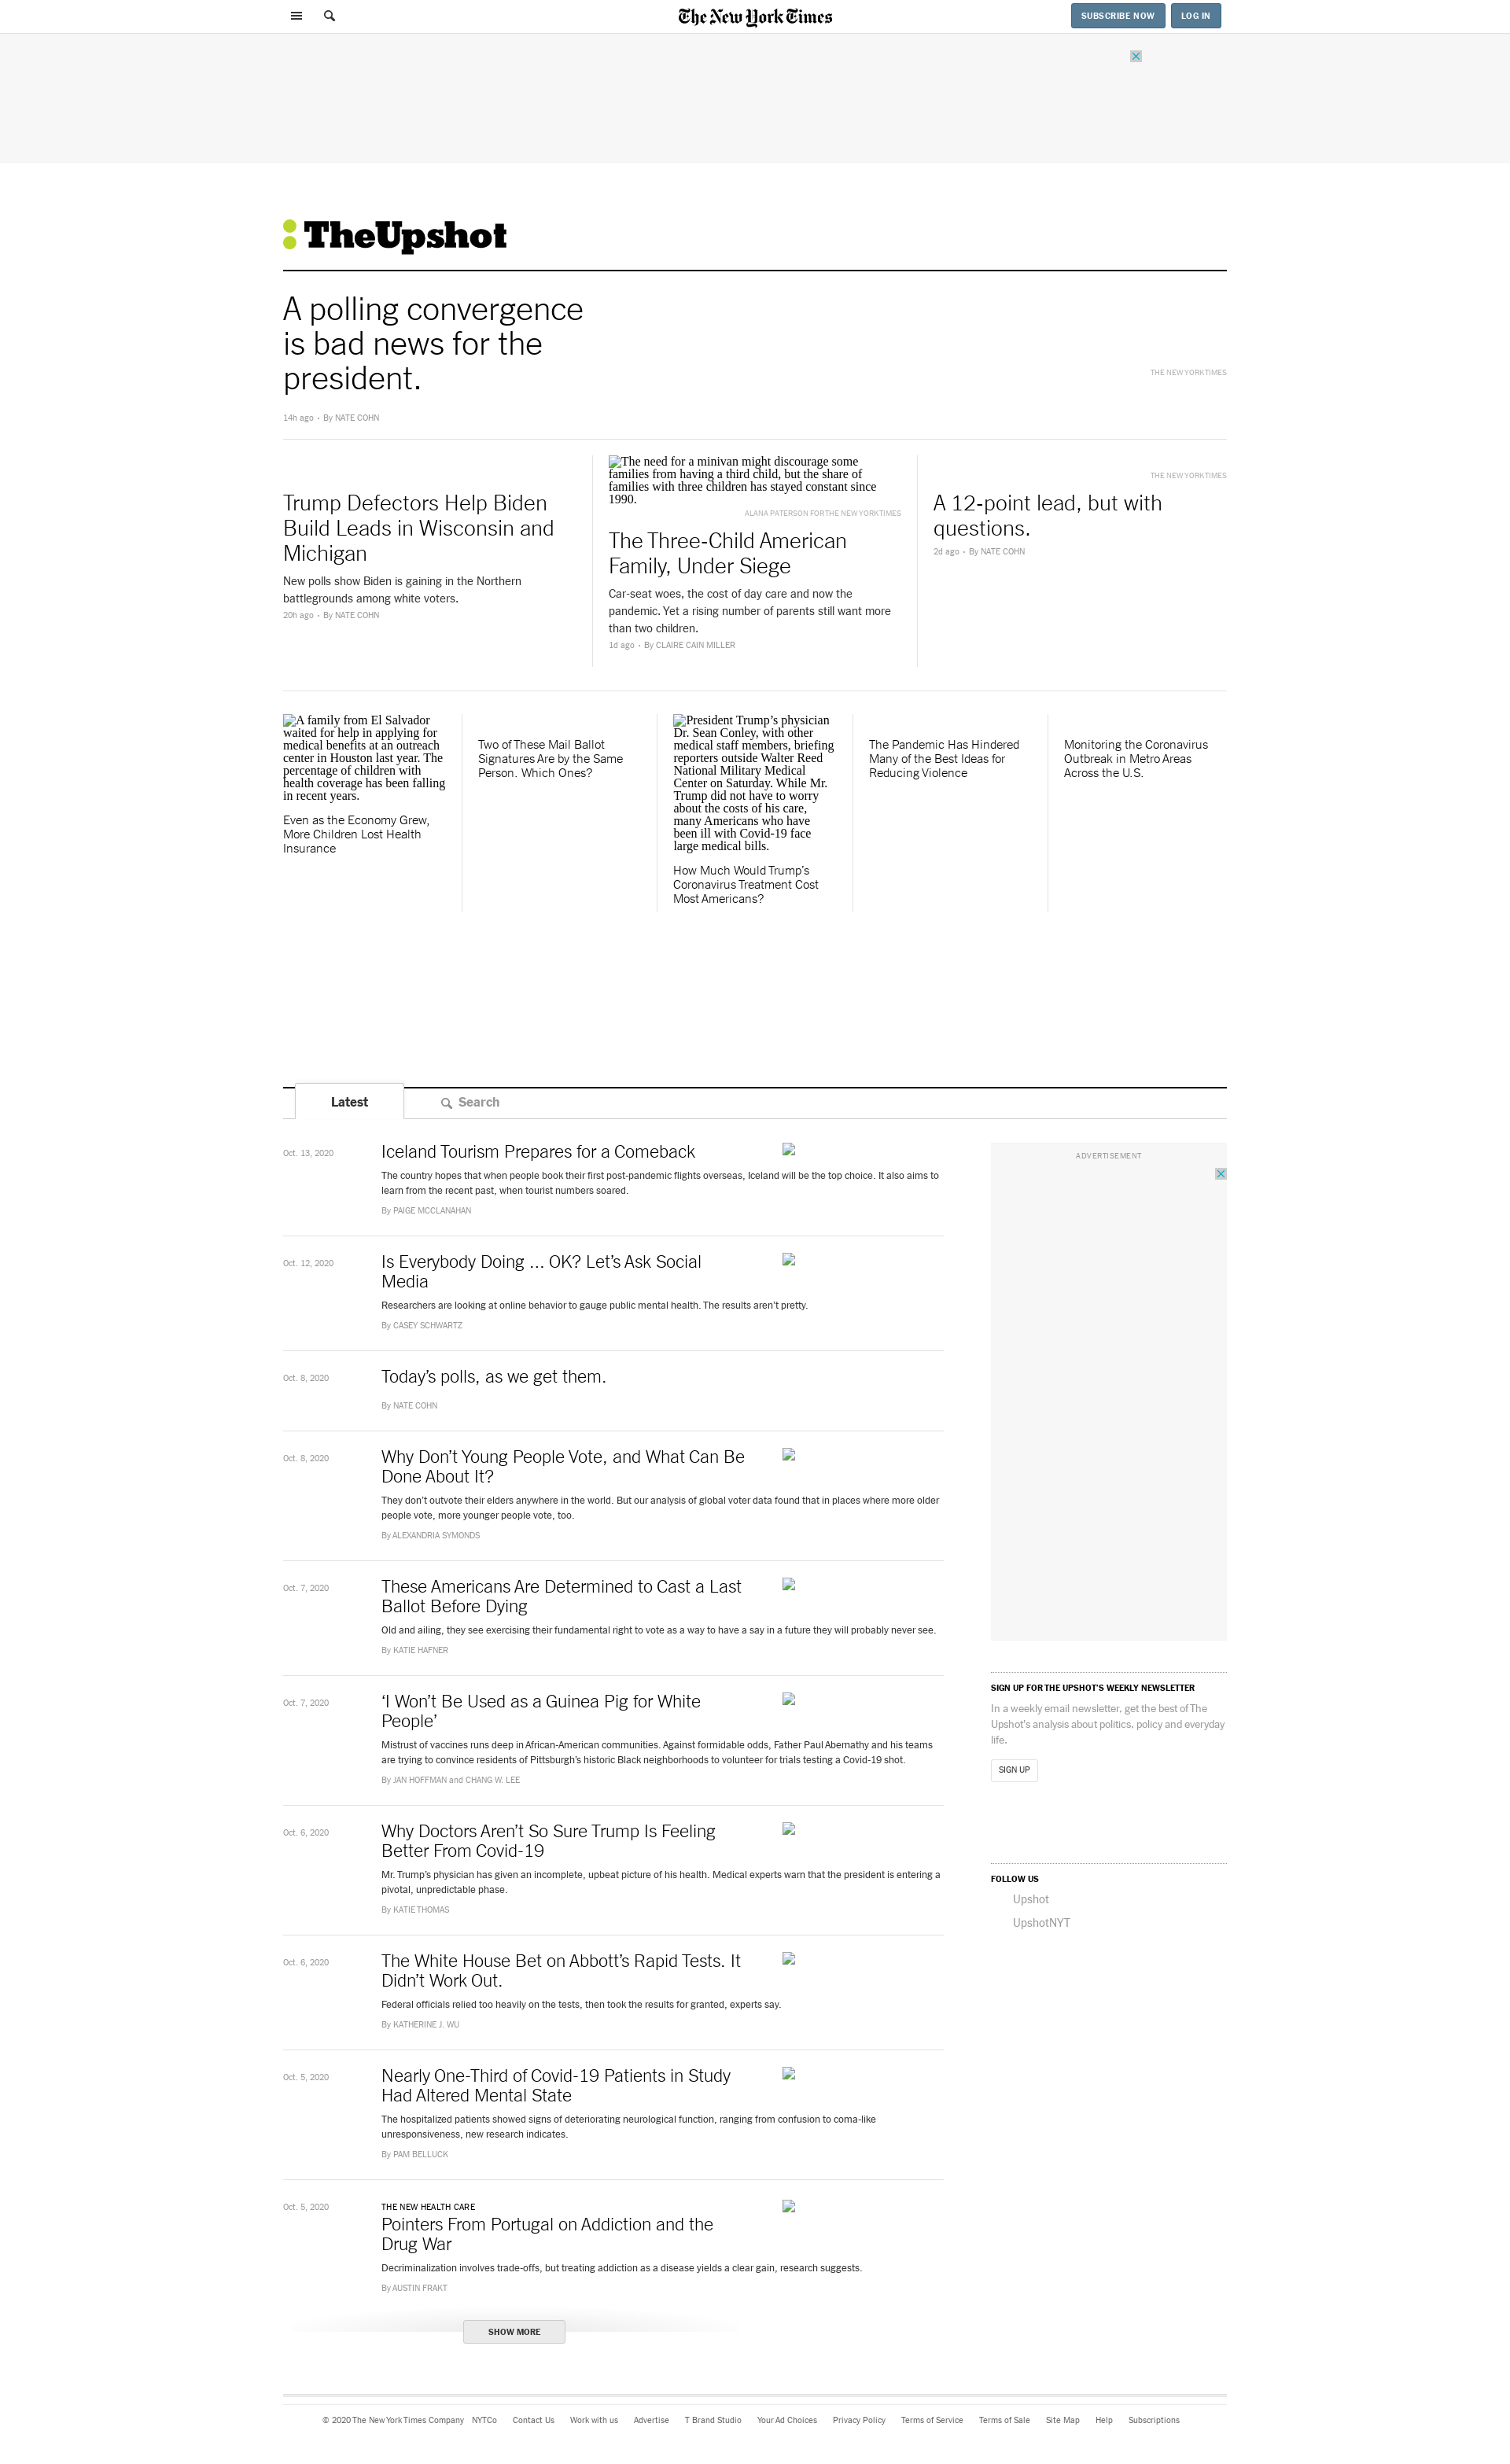 The New York Times
SUBSCRIBE NOW
LOG IN
TheUpshot
A polling convergence
is bad news for the
president.
THE NEW YORK TIMES
14h ago • By NATE COHN
Trump Defectors Help Biden
Build Leads in Wisconsin and
Michigan
New polls show Biden is gaining in the Northern
battlegrounds among white voters.
20h ago • By NATE COHN
The need for a minivan might discourage some
families from having a third child, but the share of
families with three children has stayed constant since
1990.
ALANA PATERSON FOR THE NEW YORK TIMES
The Three-Child American
Family, Under Siege
Car-seat woes, the cost of day care and now the
pandemic. Yet a rising number of parents still want more
than two children.
1d ago • By CLAIRE CAIN MILLER
THE NEW YORK TIMES
A 12-point lead, but with
questions.
2d ago • By NATE COHN
A family from El Salvador
waited for help in applying for
medical benefits at an outreach
center in Houston last year. The
percentage of children with
health coverage has been falling
in recent years.
Even as the Economy Grew,
More Children Lost Health
Insurance
Two of These Mail Ballot
Signatures Are by the Same
Person. Which Ones?
President Trump’s physician
Dr. Sean Conley, with other
medical staff members, briefing
reporters outside Walter Reed
National Military Medical
Center on Saturday. While Mr.
Trump did not have to worry
about the costs of his care,
many Americans who have
been ill with Covid-19 face
large medical bills.
How Much Would Trump’s
Coronavirus Treatment Cost
Most Americans?
The Pandemic Has Hindered
Many of the Best Ideas for
Reducing Violence
Monitoring the Coronavirus
Outbreak in Metro Areas
Across the U.S.
Latest
Search
Oct. 13, 2020
Iceland Tourism Prepares for a Comeback
The country hopes that when people book their first post-pandemic flights overseas, Iceland will be the top choice. It also aims to
learn from the recent past, when tourist numbers soared.
By PAIGE MCCLANAHAN
Oct. 12, 2020
Is Everybody Doing ... OK? Let’s Ask Social
Media
Researchers are looking at online behavior to gauge public mental health. The results aren’t pretty.
By CASEY SCHWARTZ
Oct. 8, 2020
Today’s polls, as we get them.
By NATE COHN
Oct. 8, 2020
Why Don’t Young People Vote, and What Can Be
Done About It?
They don’t outvote their elders anywhere in the world. But our analysis of global voter data found that in places where more older
people vote, more younger people vote, too.
By ALEXANDRIA SYMONDS
Oct. 7, 2020
These Americans Are Determined to Cast a Last
Ballot Before Dying
Old and ailing, they see exercising their fundamental right to vote as a way to have a say in a future they will probably never see.
By KATIE HAFNER
Oct. 7, 2020
‘I Won’t Be Used as a Guinea Pig for White
People’
Mistrust of vaccines runs deep in African-American communities. Against formidable odds, Father Paul Abernathy and his teams
are trying to convince residents of Pittsburgh’s historic Black neighborhoods to volunteer for trials testing a Covid-19 shot.
By JAN HOFFMAN and CHANG W. LEE
Oct. 6, 2020
Why Doctors Aren’t So Sure Trump Is Feeling
Better From Covid-19
Mr. Trump’s physician has given an incomplete, upbeat picture of his health. Medical experts warn that the president is entering a
pivotal, unpredictable phase.
By KATIE THOMAS
Oct. 6, 2020
The White House Bet on Abbott’s Rapid Tests. It
Didn’t Work Out.
Federal officials relied too heavily on the tests, then took the results for granted, experts say.
By KATHERINE J. WU
Oct. 5, 2020
Nearly One-Third of Covid-19 Patients in Study
Had Altered Mental State
The hospitalized patients showed signs of deteriorating neurological function, ranging from confusion to coma-like
unresponsiveness, new research indicates.
By PAM BELLUCK
Oct. 5, 2020
THE NEW HEALTH CARE
Pointers From Portugal on Addiction and the
Drug War
Decriminalization involves trade-offs, but treating addiction as a disease yields a clear gain, research suggests.
By AUSTIN FRAKT
SHOW MORE
ADVERTISEMENT
SIGN UP FOR THE UPSHOT’S WEEKLY NEWSLETTER
In a weekly email newsletter, get the best of The
Upshot’s analysis about politics, policy and everyday
life.
SIGN UP
FOLLOW US
Upshot
UpshotNYT
© 2020 The New York Times Company NYTCo Contact Us Work with us Advertise T Brand Studio Your Ad Choices Privacy Policy Terms of Service Terms of Sale Site Map Help Subscriptions